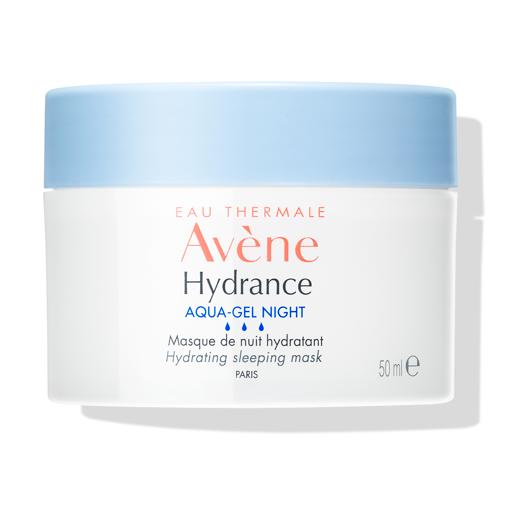 EAU THERMALE
Avène
Hydrance
AQUA-GEL NIGHT
Masque de nuit hydratant
Hydrating sleeping mask
PARIS
50 ml ℮